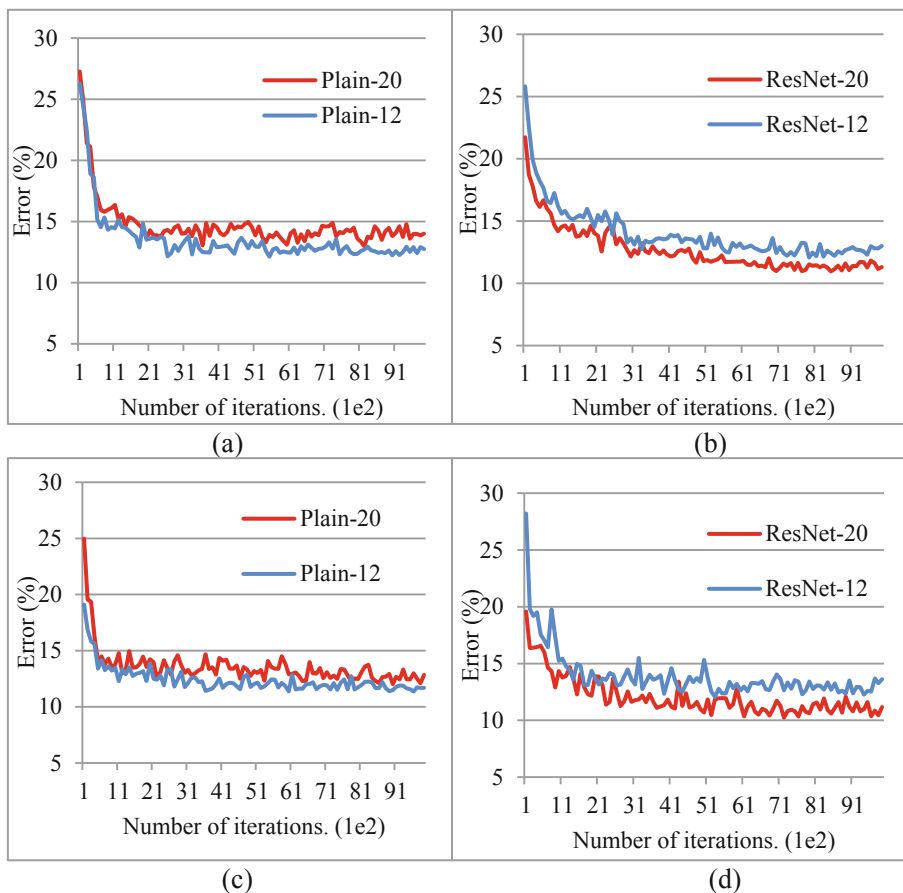 30
25
20
15
10
5
Error (%)
Plain-20
Plain-12
1 11 21 31 41 51 61 71 81 91
Number of iterations. (1e2)
(a)
30
25
20
15
10
5
Error (%)
ResNet-20
ResNet-12
1 11 21 31 41 51 61 71 81 91
Number of iterations. (1e2)
(b)
30
25
20
15
10
5
Error (%)
Plain-20
Plain-12
1 11 21 31 41 51 61 71 81 91
Number of iterations. (1e2)
(c)
30
25
20
15
10
5
Error (%)
ResNet-20
ResNet-12
1 11 21 31 41 51 61 71 81 91
Number of iterations. (1e2)
(d)